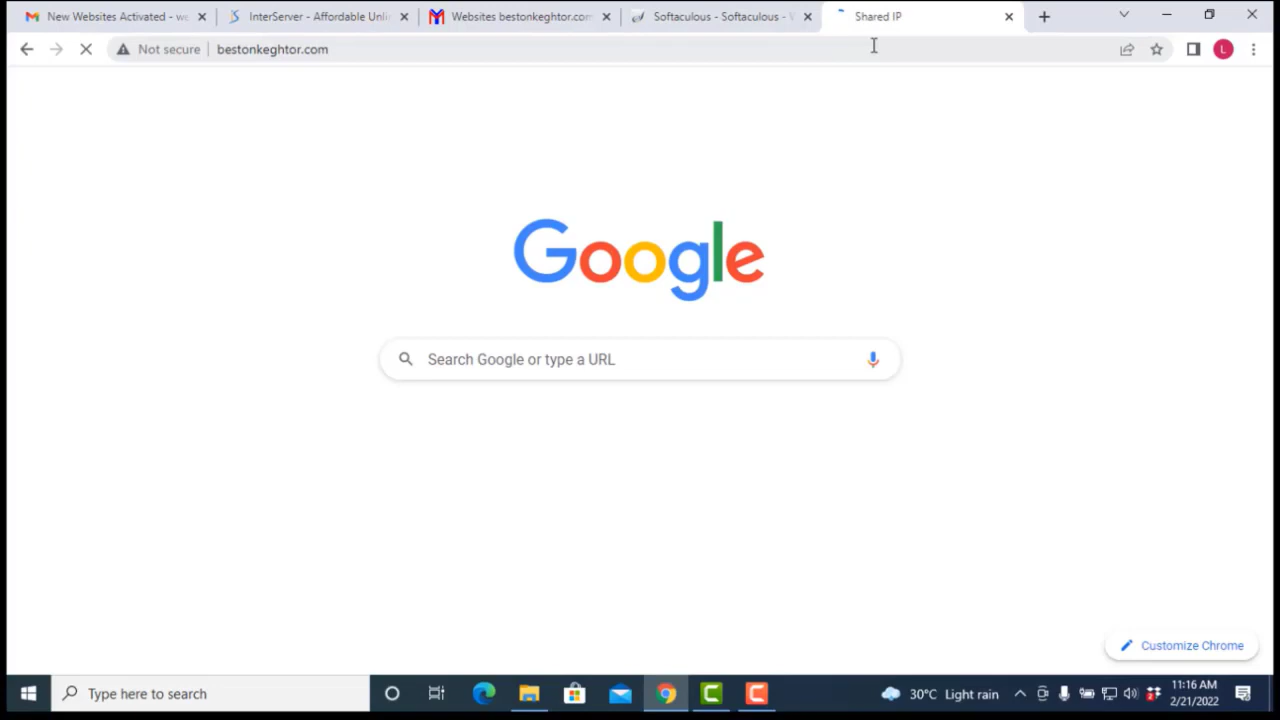 New Websites Activated - we
InterServer - Affordable Unli
Websites bestonkeghtor.com
Softaculous - Softaculous - V
Shared IP
Not secure
bestonkeghtor.com
L
Google
Search Google or type a URL
Customize Chrome
Type here to search
30°C Light rain
11:16 AM
2/21/2022